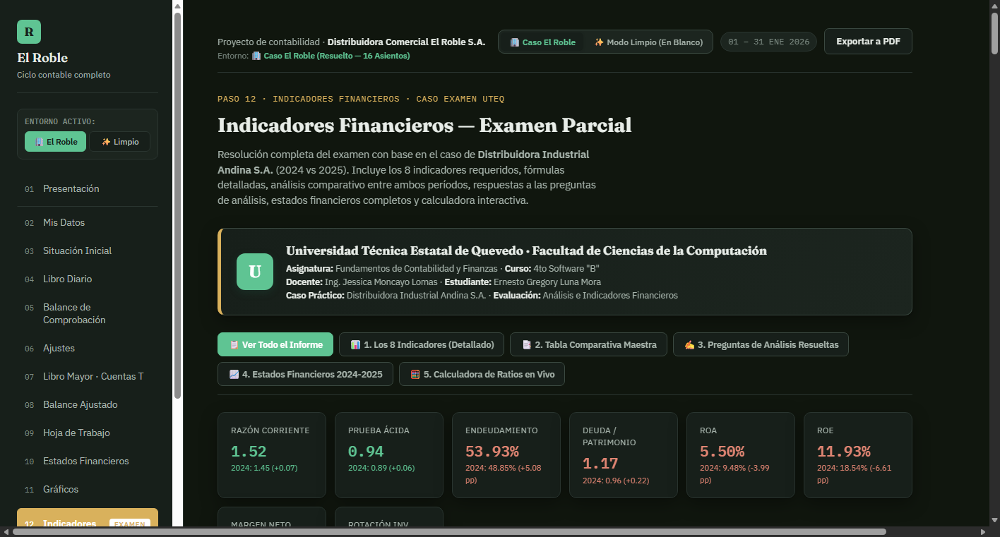 R
El Roble
Ciclo contable completo
ENTORNO ACTIVO:
El Roble
Limpio
01 Presentación
02 Mis Datos
03 Situación Inicial
04 Libro Diario
05 Balance de
Comprobación
06 Ajustes
07 Libro Mayor · Cuentas T
08 Balance Ajustado
09 Hoja de Trabajo
10 Estados Financieros
11 Gráficos
12 Indicadores EXAMEN
Proyecto de contabilidad · Distribuidora Comercial El Roble S.A.
Entorno: Caso El Roble (Resuelto — 16 Asientos)
Caso El Roble
Modo Limpio (En Blanco)
01 – 31 ENE 2026
Exportar a PDF
PASO 12 · INDICADORES FINANCIEROS · CASO EXAMEN UTEQ
Indicadores Financieros — Examen Parcial
Resolución completa del examen con base en el caso de Distribuidora Industrial
Andina S.A. (2024 vs 2025). Incluye los 8 indicadores requeridos, fórmulas
detalladas, análisis comparativo entre ambos períodos, respuestas a las preguntas
de análisis, estados financieros completos y calculadora interactiva.
U
Universidad Técnica Estatal de Quevedo · Facultad de Ciencias de la Computación
Asignatura: Fundamentos de Contabilidad y Finanzas · Curso: 4to Software "B"
Docente: Ing. Jessica Moncayo Lomas · Estudiante: Ernesto Gregory Luna Mora
Caso Práctico: Distribuidora Industrial Andina S.A. · Evaluación: Análisis e Indicadores Financieros
Ver Todo el Informe
1. Los 8 Indicadores (Detallado)
2. Tabla Comparativa Maestra
3. Preguntas de Análisis Resueltas
4. Estados Financieros 2024-2025
5. Calculadora de Ratios en Vivo
RAZÓN CORRIENTE
1.52
2024: 1.45 (+0.07)
PRUEBA ÁCIDA
0.94
2024: 0.89 (+0.06)
ENDEUDAMIENTO
53.93%
2024: 48.85% (+5.08
pp)
DEUDA /
PATRIMONIO
1.17
2024: 0.96 (+0.22)
ROA
5.50%
2024: 9.48% (-3.99
pp)
ROE
11.93%
2024: 18.54% (-6.61
pp)
MARGEN NETO
ROTACIÓN INV.